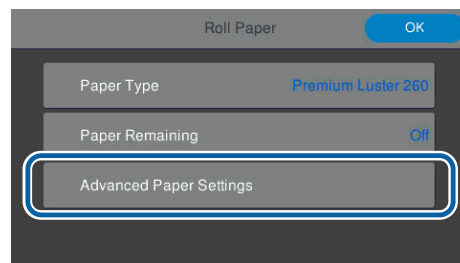 Roll Paper OK
Paper Type Premium Luster 260
Paper Remaining Off
Advanced Paper Settings